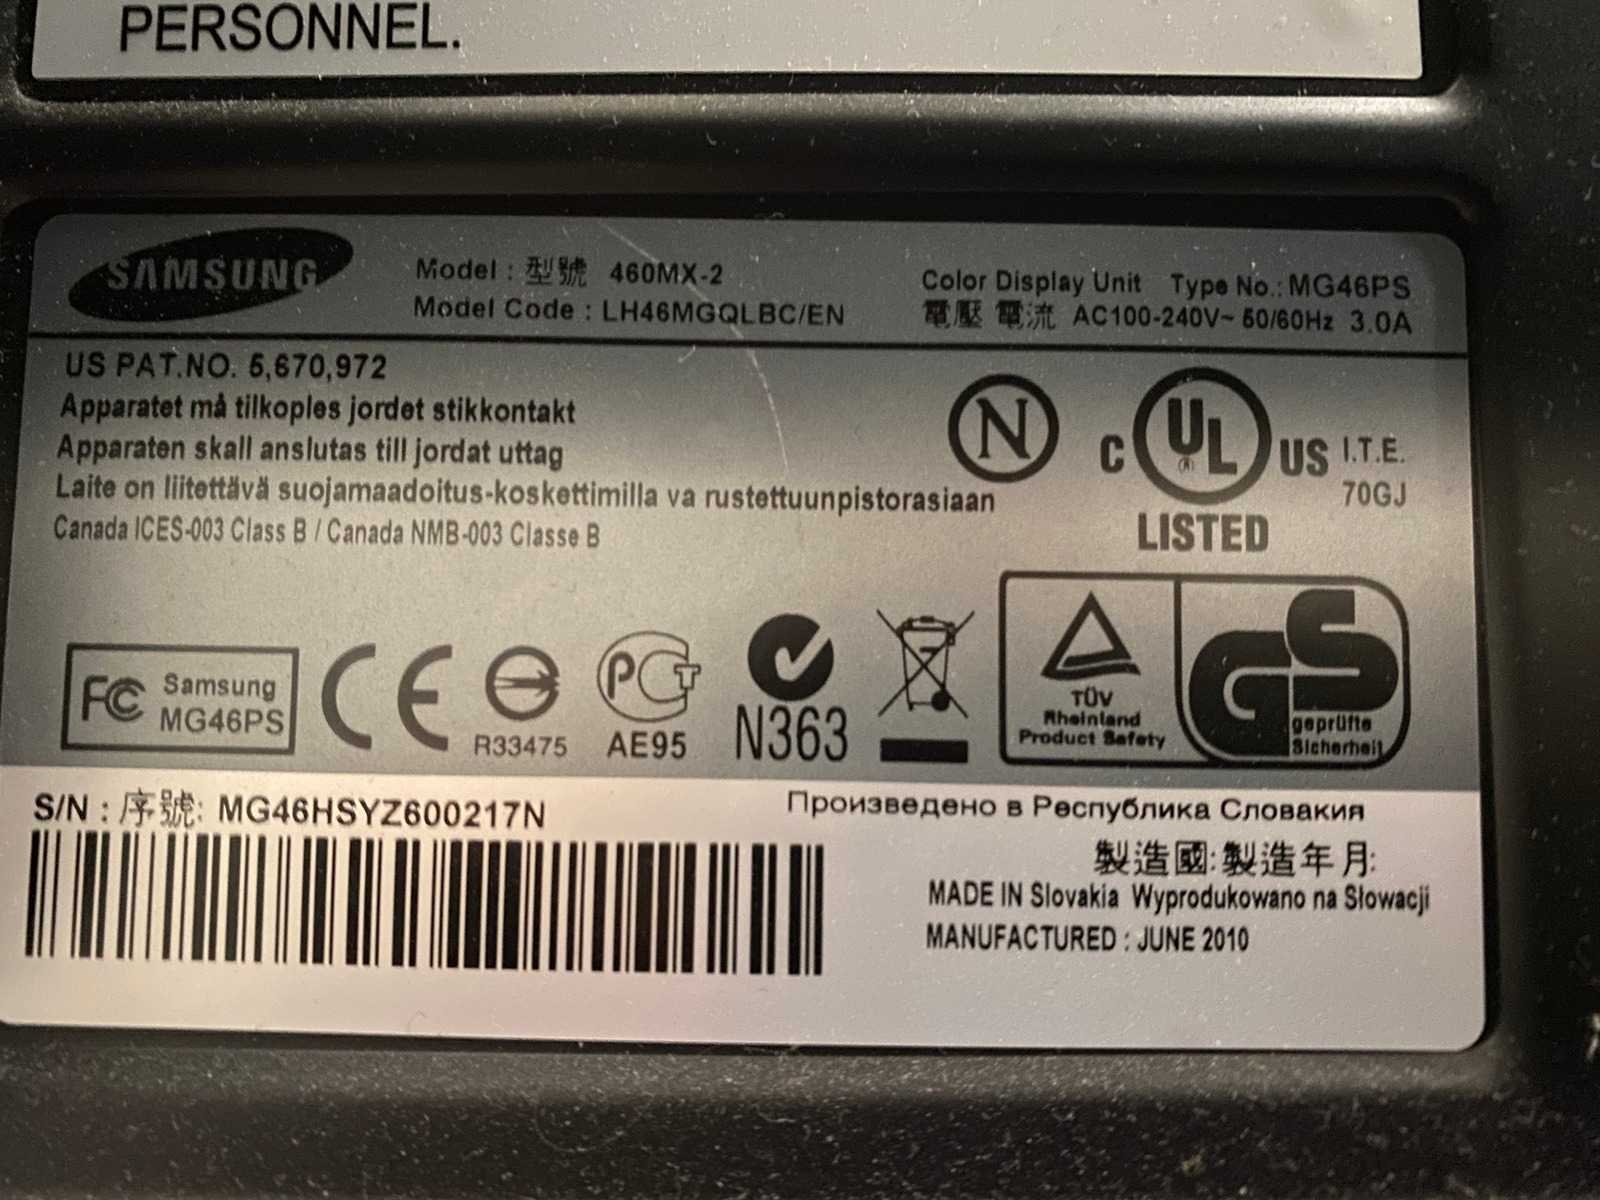 PERSONNEL.
SAMSUNG
Model : 型號 460MX-2
Model Code : LH46MGQLBC/EN
Color Display Unit Type No.: MG46PS
電壓 電流 AC100-240V~ 50/60Hz 3.0A
US PAT.NO. 5,670,972
Apparatet må tilkoples jordet stikkontakt
Apparaten skall anslutas till jordat uttag
Laite on liitettävä suojamaadoitus-koskettimilla va rustettuunpistorasiaan
Canada ICES-003 Class B / Canada NMB-003 Classe B
N
C UL US I.T.E.
70GJ
LISTED
FC Samsung
MG46PS
CE
R33475
PCT
AE95
N363
TÜV
Rheinland
Product Safety
GS
geprüfte
Sicherheit
S/N : 序號: MG46HSYZ600217N
Произведено в Республика Словакия
製造國: 製造年月:
MADE IN Slovakia Wyprodukowano na Słowacji
MANUFACTURED : JUNE 2010